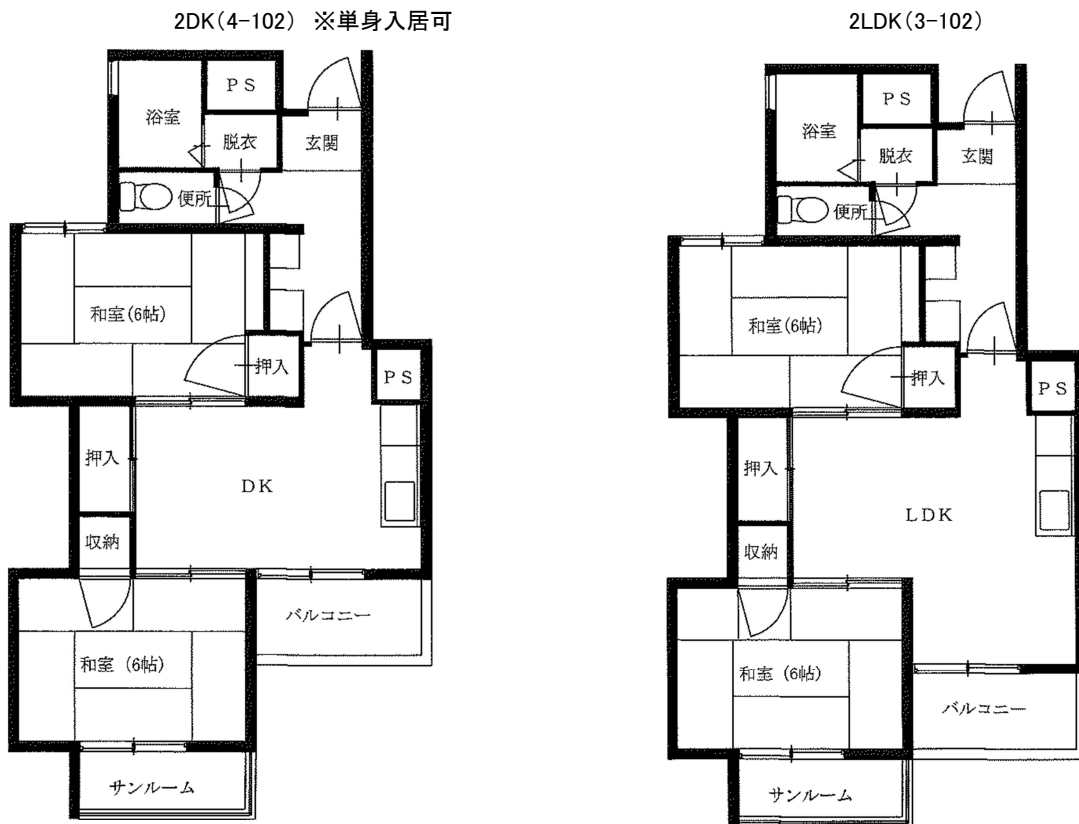 2DK(4-102) ※単身入居可
PS
浴室
脱衣
玄関
便所
和室(6帖)
押入
PS
押入
DK
収納
バルコニー
和室 (6帖)
サンルーム
2LDK(3-102)
PS
浴室
脱衣
玄関
便所
和室(6帖)
押入
PS
押入
LDK
収納
和室 (6帖)
バルコニー
サンルーム